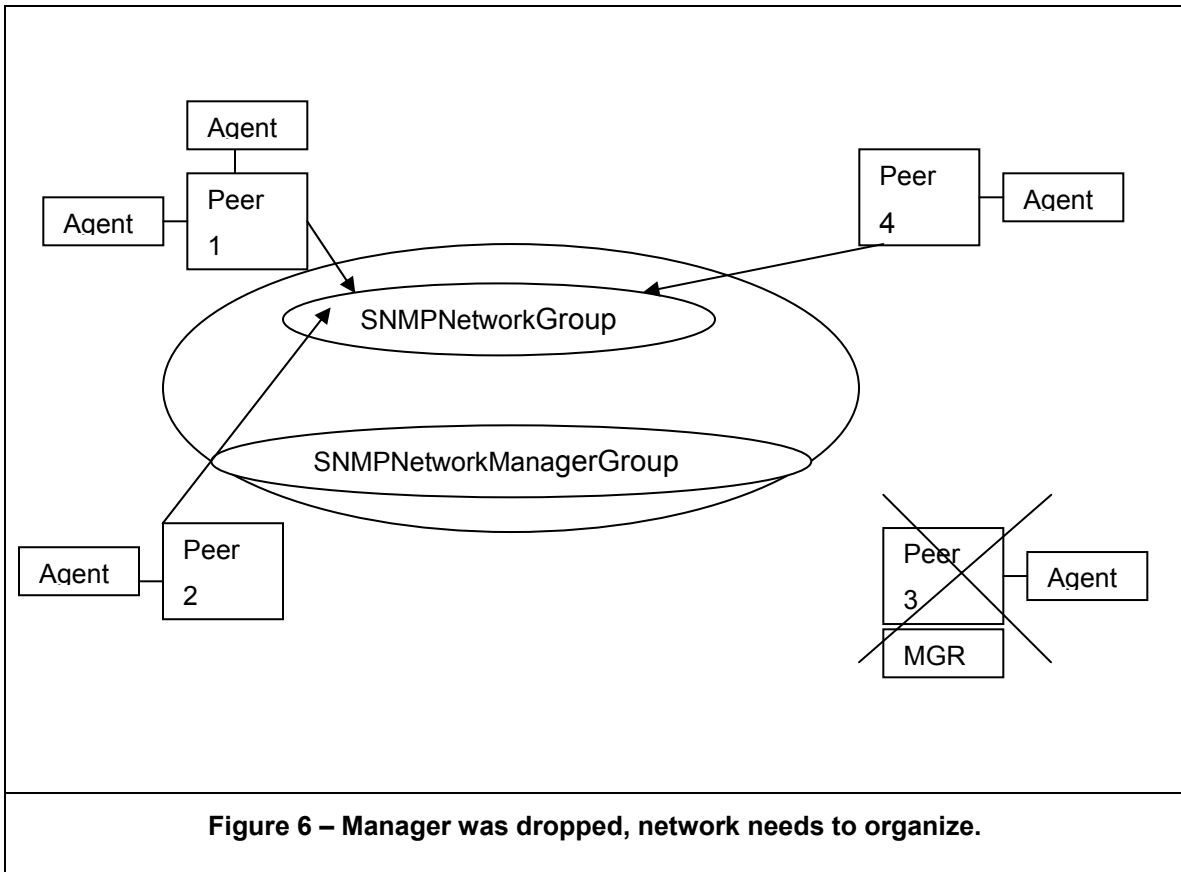 Agent
Agent
Peer
1
Peer
4
Agent
SNMPNetworkGroup
SNMPNetworkManagerGroup
Agent
Peer
2
Peer
3
Agent
MGR
Figure 6 – Manager was dropped, network needs to organize.